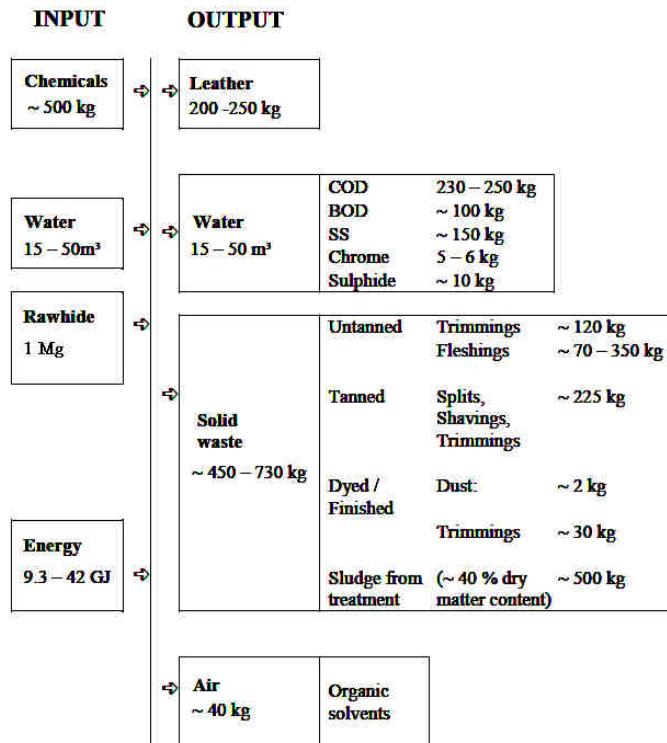 INPUT
OUTPUT
Chemicals
~ 500 kg
Leather
200 -250 kg
Water
15 – 50m³
Water
15 – 50 m³
COD 230 – 250 kg
BOD ~ 100 kg
SS ~ 150 kg
Chrome 5 – 6 kg
Sulphide ~ 10 kg
Rawhide
1 Mg
Solid
waste
~ 450 – 730 kg
Untanned Trimmings ~ 120 kg
Fleshings ~ 70 – 350 kg
Tanned Splits, ~ 225 kg
Shavings,
Trimmings
Dyed / Dust: ~ 2 kg
Finished
Trimmings ~ 30 kg
Sludge from (~ 40 % dry ~ 500 kg
treatment matter content)
Energy
9.3 – 42 GJ
Air
~ 40 kg
Organic
solvents